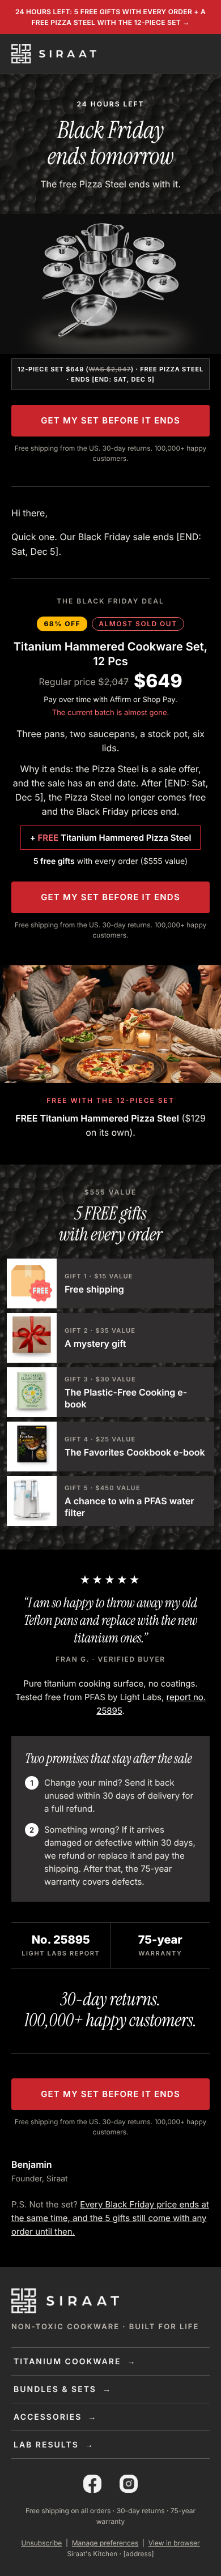 24 HOURS LEFT: 5 FREE GIFTS WITH EVERY ORDER + A
FREE PIZZA STEEL WITH THE 12-PIECE SET →
SIRAAT
24 HOURS LEFT
Black Friday
ends tomorrow
The free Pizza Steel ends with it.
12-PIECE SET $649 (WAS $2,047) · FREE PIZZA STEEL
· ENDS [END: SAT, DEC 5]
GET MY SET BEFORE IT ENDS
Free shipping from the US. 30-day returns. 100,000+ happy
customers.
Hi there,
Quick one. Our Black Friday sale ends [END:
Sat, Dec 5].
THE BLACK FRIDAY DEAL
68% OFF
ALMOST SOLD OUT
Titanium Hammered Cookware Set,
12 Pcs
Regular price $2,047 $649
Pay over time with Affirm or Shop Pay.
The current batch is almost gone.
Three pans, two saucepans, a stock pot, six
lids.
Why it ends: the Pizza Steel is a sale offer,
and the sale has an end date. After [END: Sat,
Dec 5], the Pizza Steel no longer comes free
and the Black Friday prices end.
+ FREE Titanium Hammered Pizza Steel
5 free gifts with every order ($555 value)
GET MY SET BEFORE IT ENDS
Free shipping from the US. 30-day returns. 100,000+ happy
customers.
FREE WITH THE 12-PIECE SET
FREE Titanium Hammered Pizza Steel ($129
on its own).
$555 VALUE
5 FREE gifts
with every order
FREE
GIFT 1 · $15 VALUE
Free shipping
GIFT 2 · $35 VALUE
A mystery gift
GIFT 3 · $30 VALUE
The Plastic-Free Cooking e-
book
GIFT 4 · $25 VALUE
The Favorites Cookbook e-book
GIFT 5 · $450 VALUE
A chance to win a PFAS water
filter
★★★★★
“I am so happy to throw away my old
Teflon pans and replace with the new
titanium ones.”
FRAN G. · VERIFIED BUYER
Pure titanium cooking surface, no coatings.
Tested free from PFAS by Light Labs, report no.
25895.
Two promises that stay after the sale
1 Change your mind? Send it back
unused within 30 days of delivery for
a full refund.
2 Something wrong? If it arrives
damaged or defective within 30 days,
we refund or replace it and pay the
shipping. After that, the 75-year
warranty covers defects.
No. 25895
LIGHT LABS REPORT
75-year
WARRANTY
30-day returns.
100,000+ happy customers.
GET MY SET BEFORE IT ENDS
Free shipping from the US. 30-day returns. 100,000+ happy
customers.
Benjamin
Founder, Siraat
P.S. Not the set? Every Black Friday price ends at
the same time, and the 5 gifts still come with any
order until then.
SIRAAT
NON-TOXIC COOKWARE · BUILT FOR LIFE
TITANIUM COOKWARE →
BUNDLES & SETS →
ACCESSORIES →
LAB RESULTS →
Free shipping on all orders · 30-day returns · 75-year
warranty
Unsubscribe | Manage preferences | View in browser
Siraat's Kitchen · [address]